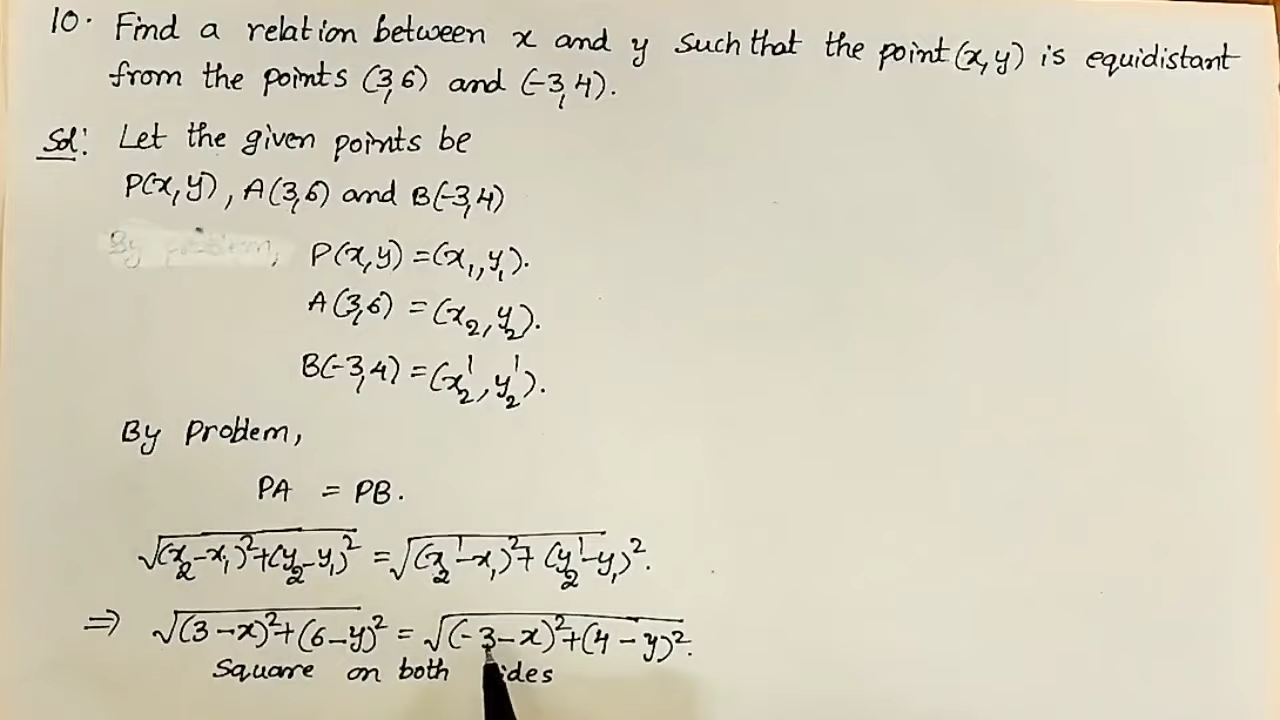 10. Find a relation between x and y such that the point (x, y) is equidistant
from the points (3, 6) and (-3, 4).
Sol: Let the given points be
P(x, y), A(3, 6) and B(-3, 4)
By problem, P(x, y) = (x₁, y₁).
A(3, 6) = (x₂, y₂).
B(-3, 4) = (x₂', y₂').
By Problem,
PA = PB.
√(x₂-x₁)²+(y₂-y₁)² = √(x₂'-x₁)²+(y₂'-y₁)².
⇒ √(3-x)²+(6-y)² = √(-3-x)²+(4-y)².
Square on both ides